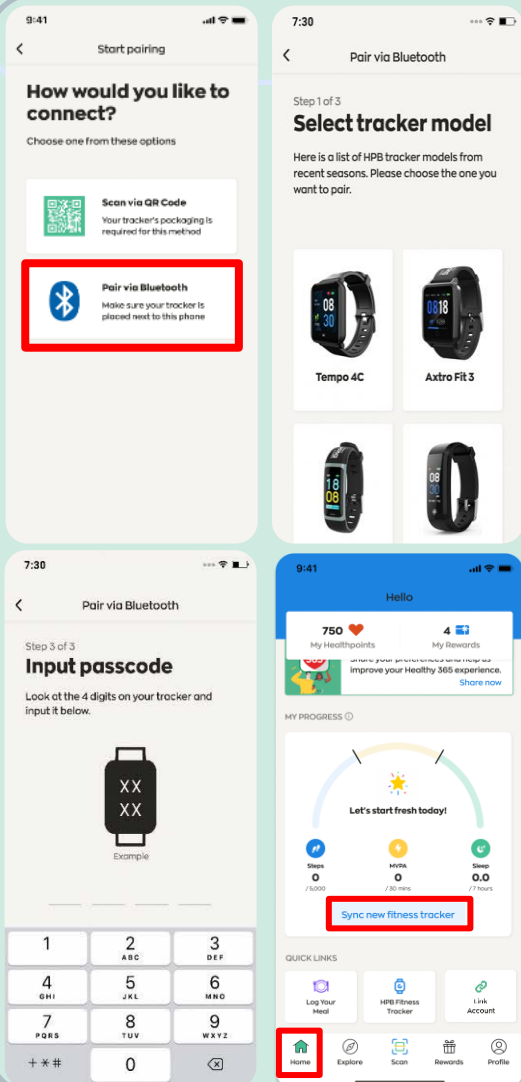 9:41
Start pairing
How would you like to
connect?
Choose one from these options
Scan via QR Code
Your tracker's packaging is
required for this method
Pair via Bluetooth
Make sure your tracker is
placed next to this phone
7:30
Pair via Bluetooth
Step 1 of 3
Select tracker model
Here is a list of HPB tracker models from
recent seasons. Please choose the one you
want to pair.
08
30
0818
Tempo 4C
Axtro Fit 3
18
08
08
30
7:30
Pair via Bluetooth
Step 3 of 3
Input passcode
Look at the 4 digits on your tracker and
input it below.
XX
XX
Example
1 2 3
ABC DEF
4 5 6
GHI JKL MNO
7 8 9
PQRS TUV WXYZ
+ * # 0
9:41
Hello
750 4
My Healthpoints My Rewards
Share your preferences and help us
improve your Healthy 365 experience.
Share now
MY PROGRESS
Let's start fresh today!
Steps MVPA Sleep
0 0 0.0
/ 5,000 / 30 mins / 7 hours
Sync new fitness tracker
QUICK LINKS
Log Your
Meal
HPB Fitness
Tracker
Link
Account
Home Explore Scan Rewards Profile